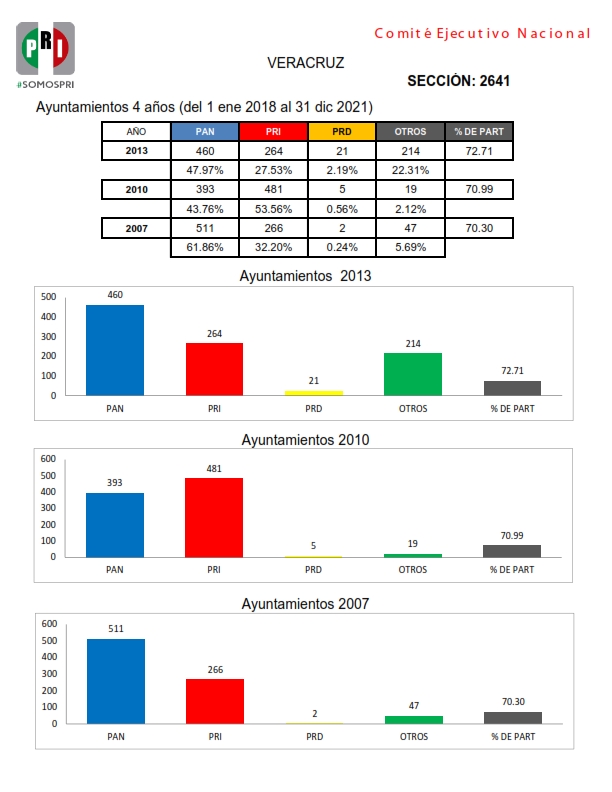 Comité Ejecutivo Nacional
PRI
#SOMOSPRI
VERACRUZ
SECCIÓN: 2641
Ayuntamientos 4 años (del 1 ene 2018 al 31 dic 2021)
AÑO PAN PRI PRD OTROS % DE PART
2013 460 264 21 214 72.71
47.97% 27.53% 2.19% 22.31%
2010 393 481 5 19 70.99
43.76% 53.56% 0.56% 2.12%
2007 511 266 2 47 70.30
61.86% 32.20% 0.24% 5.69%
Ayuntamientos 2013
500
400
300
200
100
0
460 264 21 214 72.71
PAN PRI PRD OTROS % DE PART
Ayuntamientos 2010
600
500
400
300
200
100
0
393 481 5 19 70.99
PAN PRI PRD OTROS % DE PART
Ayuntamientos 2007
600
500
400
300
200
100
0
511 266 2 47 70.30
PAN PRI PRD OTROS % DE PART